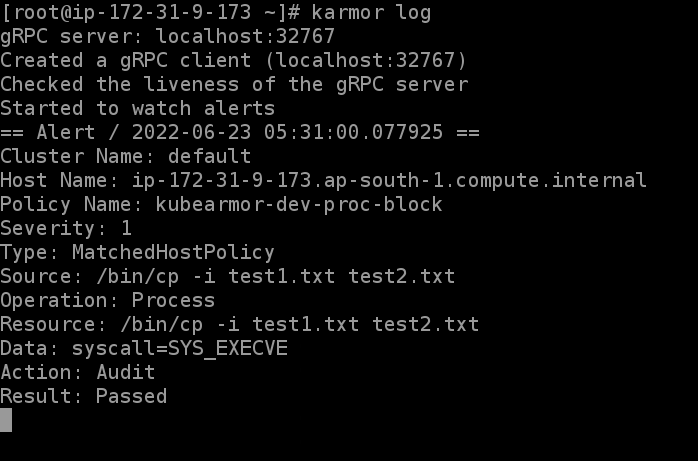 [root@ip-172-31-9-173 ~]# karmor log
gRPC server: localhost:32767
Created a gRPC client (localhost:32767)
Checked the liveness of the gRPC server
Started to watch alerts
== Alert / 2022-06-23 05:31:00.077925 ==
Cluster Name: default
Host Name: ip-172-31-9-173.ap-south-1.compute.internal
Policy Name: kubearmor-dev-proc-block
Severity: 1
Type: MatchedHostPolicy
Source: /bin/cp -i test1.txt test2.txt
Operation: Process
Resource: /bin/cp -i test1.txt test2.txt
Data: syscall=SYS_EXECVE
Action: Audit
Result: Passed